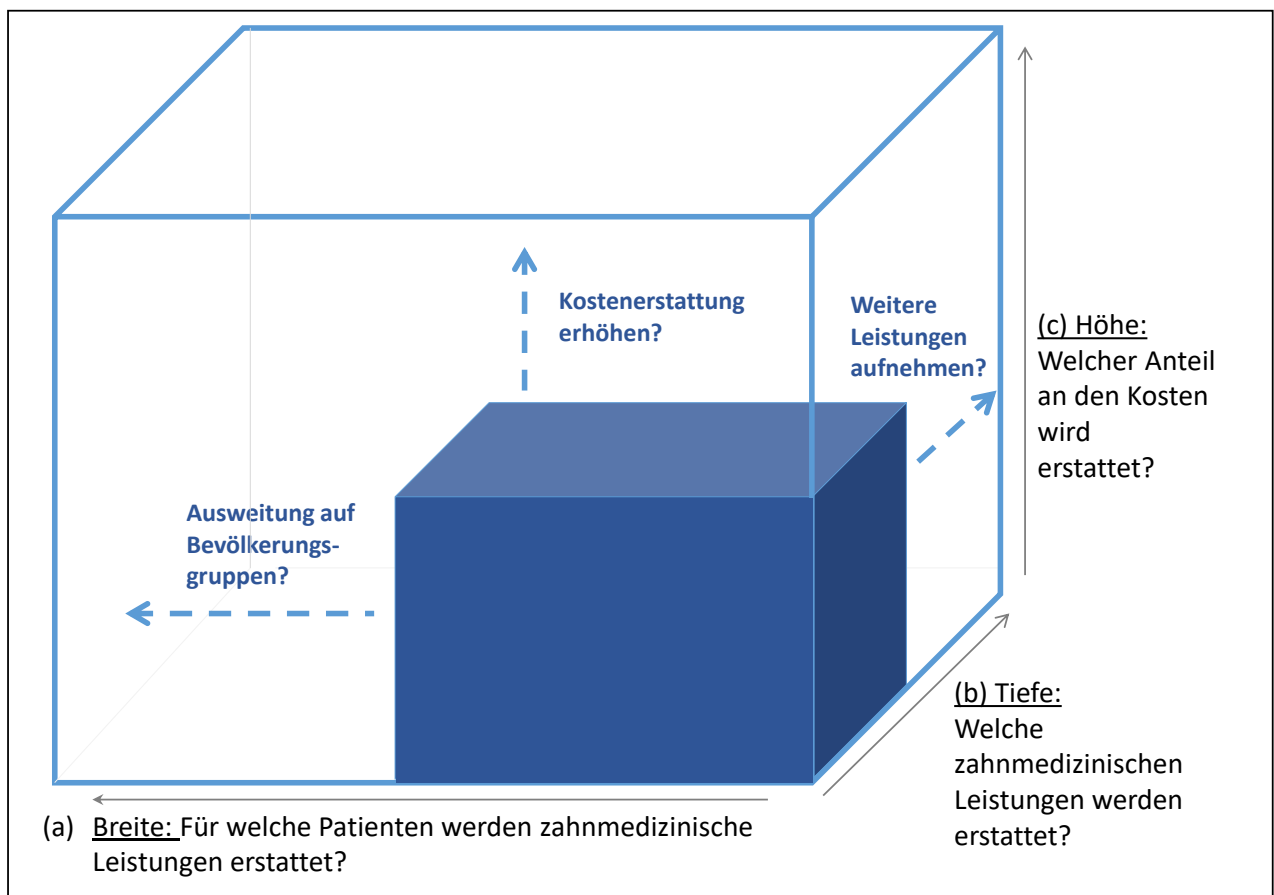 Kostenerstattung
erhöhen?
Weitere
Leistungen
aufnehmen?
(c) Höhe:
Welcher Anteil
an den Kosten
wird
erstattet?
Ausweitung auf
Bevölkerungs-
gruppen?
(b) Tiefe:
Welche
zahnmedizinischen
Leistungen werden
erstattet?
(a) Breite: Für welche Patienten werden zahnmedizinische
Leistungen erstattet?